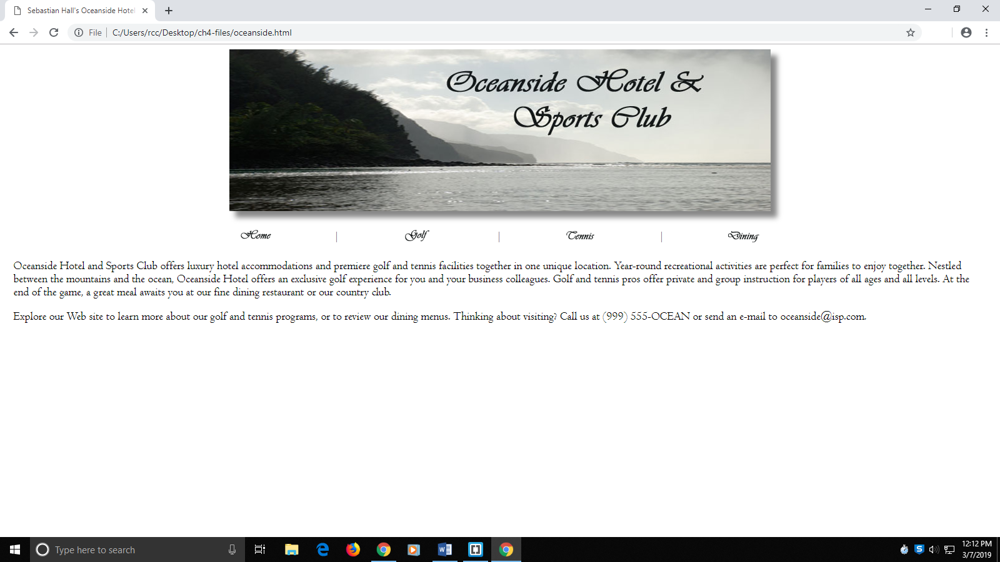 Sebastian Hall's Oceanside Hotel
File C:/Users/rcc/Desktop/ch4-files/oceanside.html
Oceanside Hotel &
Sports Club
Home | Golf | Tennis | Dining
Oceanside Hotel and Sports Club offers luxury hotel accommodations and premiere golf and tennis facilities together in one unique location. Year-round recreational activities are perfect for families to enjoy together. Nestled
between the mountains and the ocean, Oceanside Hotel offers an exclusive golf experience for you and your business colleagues. Golf and tennis pros offer private and group instruction for players of all ages and all levels. At the
end of the game, a great meal awaits you at our fine dining restaurant or our country club.
Explore our Web site to learn more about our golf and tennis programs, or to review our dining menus. Thinking about visiting? Call us at (999) 555-OCEAN or send an e-mail to oceanside@isp.com.
Type here to search
12:12 PM
3/7/2019